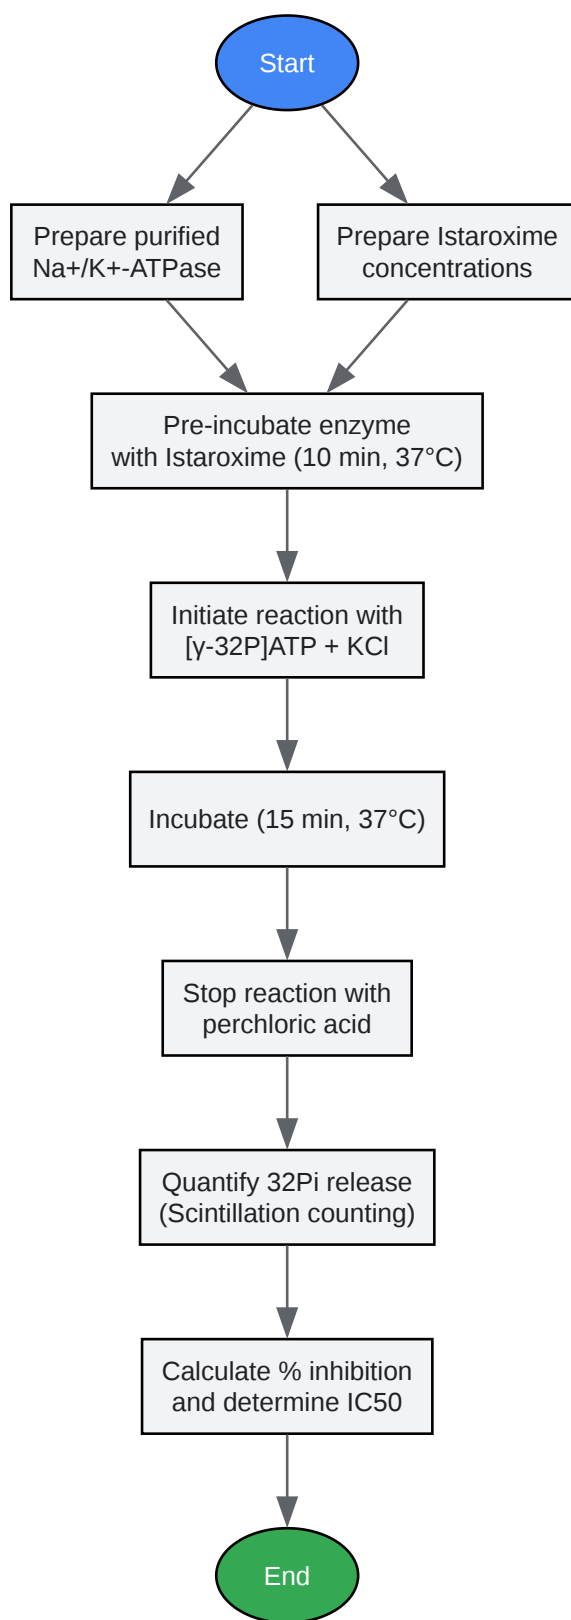 Start
Prepare purified
Na+/K+-ATPase
Prepare Istaroxime
concentrations
Pre-incubate enzyme
with Istaroxime (10 min, 37°C)
Initiate reaction with
[γ-32P]ATP + KCl
Incubate (15 min, 37°C)
Stop reaction with
perchloric acid
Quantify 32Pi release
(Scintillation counting)
Calculate % inhibition
and determine IC50
End